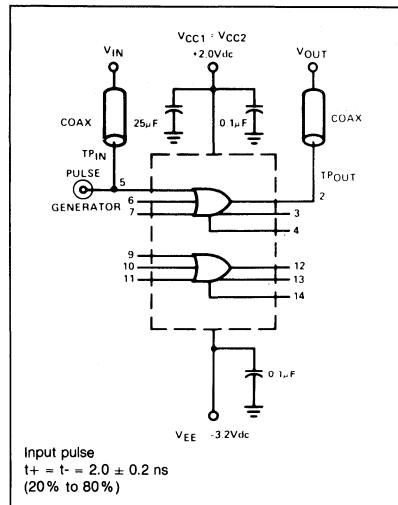 VCC1 = VCC2
+2.0Vdc
VIN
VOUT
COAX
25µF
0.1µF
COAX
TPIN
TPOUT
PULSE
GENERATOR
5
6
7
2
3
4
9
10
11
12
13
14
0.1µF
VEE -3.2Vdc
Input pulse
t+ = t- = 2.0 ± 0.2 ns
(20% to 80%)